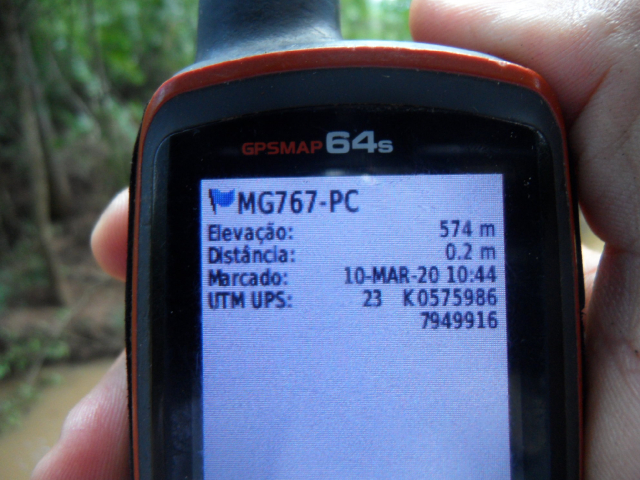 GPSMAP 64s
MG767-PC
Elevação: 574 m
Distância: 0.2 m
Marcado: 10-MAR-20 10:44
UTM UPS: 23 K 0575986
7949916